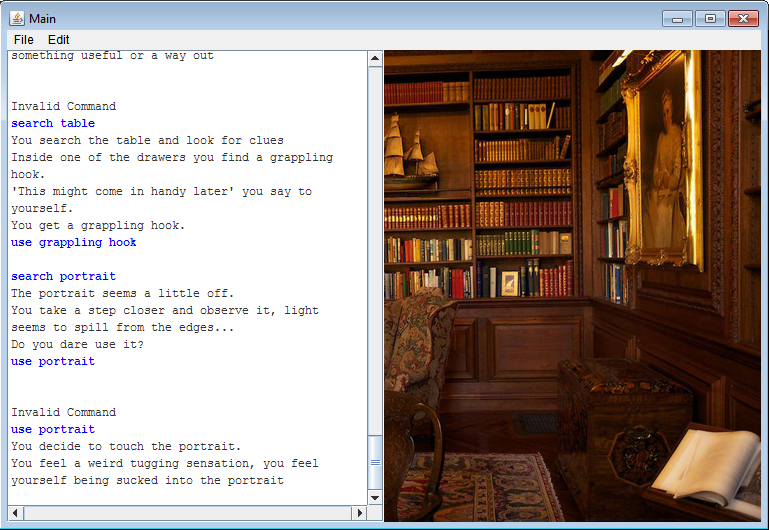 Main
File Edit
something useful or a way out
Invalid Command
search table
You search the table and look for clues
Inside one of the drawers you find a grappling
hook.
'This might come in handy later' you say to
yourself.
You get a grappling hook.
use grappling hook
search portrait
The portrait seems a little off.
You take a step closer and observe it, light
seems to spill from the edges...
Do you dare use it?
use portrait
Invalid Command
use portrait
You decide to touch the portrait.
You feel a weird tugging sensation, you feel
yourself being sucked into the portrait